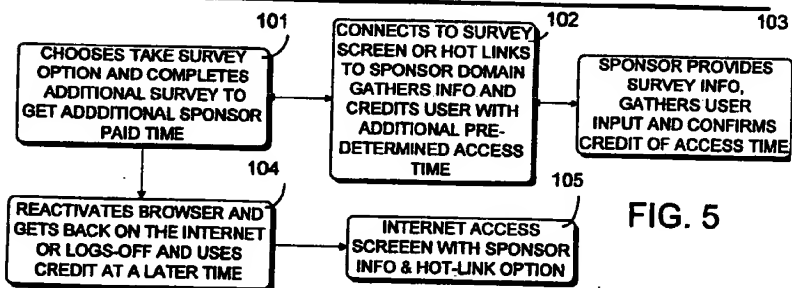 101
CHOOSES TAKE SURVEY
OPTION AND COMPLETES
ADDITIONAL SURVEY TO
GET ADDDITIONAL SPONSOR
PAID TIME
102
CONNECTS TO SURVEY
SCREEN OR HOT LINKS
TO SPONSOR DOMAIN
GATHERS INFO AND
CREDITS USER WITH
ADDITIONAL PRE-
DETERMINED ACCESS
TIME
103
SPONSOR PROVIDES
SURVEY INFO,
GATHERS USER
INPUT AND CONFIRMS
CREDIT OF ACCESS TIME
104
REACTIVATES BROWSER AND
GETS BACK ON THE INTERNET
OR LOGS-OFF AND USES
CREDIT AT A LATER TIME
105
INTERNET ACCESS
SCREEEN WITH SPONSOR
INFO & HOT-LINK OPTION
FIG. 5